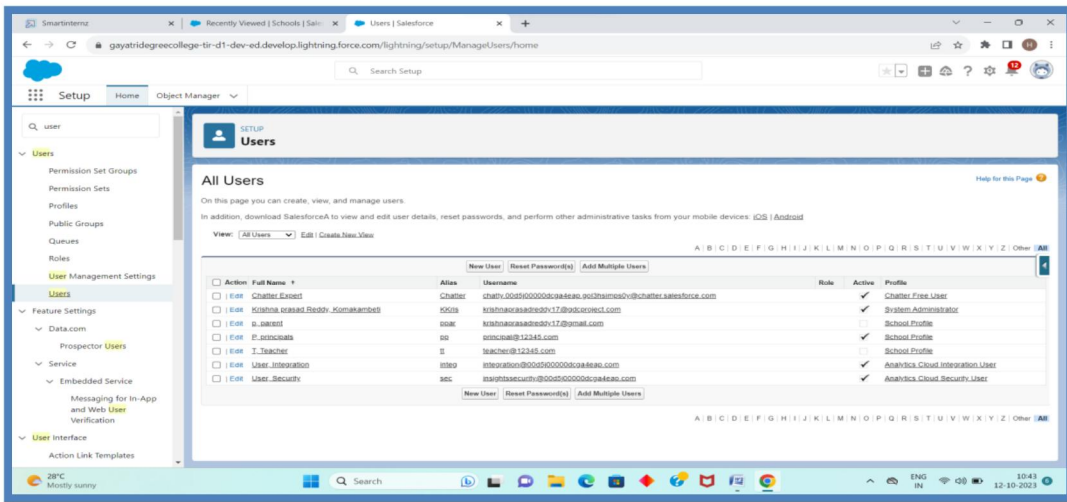 Smartinternz
Recently Viewed | Schools | Sale
Users | Salesforce
gayatridegreecollege-tir-d1-dev-ed.develop.lightning.force.com/lightning/setup/ManageUsers/home
H
Search Setup
12
Setup Home Object Manager
user
Users
Permission Set Groups
Permission Sets
Profiles
Public Groups
Queues
Roles
User Management Settings
Users
Feature Settings
Data.com
Prospector Users
Service
Embedded Service
Messaging for In-App
and Web User
Verification
User Interface
Action Link Templates
SETUP
Users
All Users
Help for this Page
On this page you can create, view, and manage users.
In addition, download SalesforceA to view and edit user details, reset passwords, and perform other administrative tasks from your mobile devices: iOS | Android
View: All Users Edit | Create New View
A | B | C | D | E | F | G | H | I | J | K | L | M | N | O | P | Q | R | S | T | U | V | W | X | Y | Z | Other All
New User Reset Password(s) Add Multiple Users
Action Full Name Alias Username Role Active Profile
Edit Chatter Expert Chatter Chatter Free User
Edit Krishna prasad Reddy, Komakambeti KKris krishnaprasadreddy17@gdcproject.com System Administrator
Edit p, parent ppar krishnaprasadreddy17@gmail.com School Profile
Edit P, principals pp principal@12345.com School Profile
Edit T, Teacher tt teacher@12345.com School Profile
Edit User, Integration integ integration@00d5j00000dcga4eap.com Analytics Cloud Integration User
Edit User, Security sec insightssecurity@00d5j00000dcga4eap.com Analytics Cloud Security User
New User Reset Password(s) Add Multiple Users
A | B | C | D | E | F | G | H | I | J | K | L | M | N | O | P | Q | R | S | T | U | V | W | X | Y | Z | Other All
28°C
Mostly sunny
Search
ENG
IN
10:43
12-10-2023